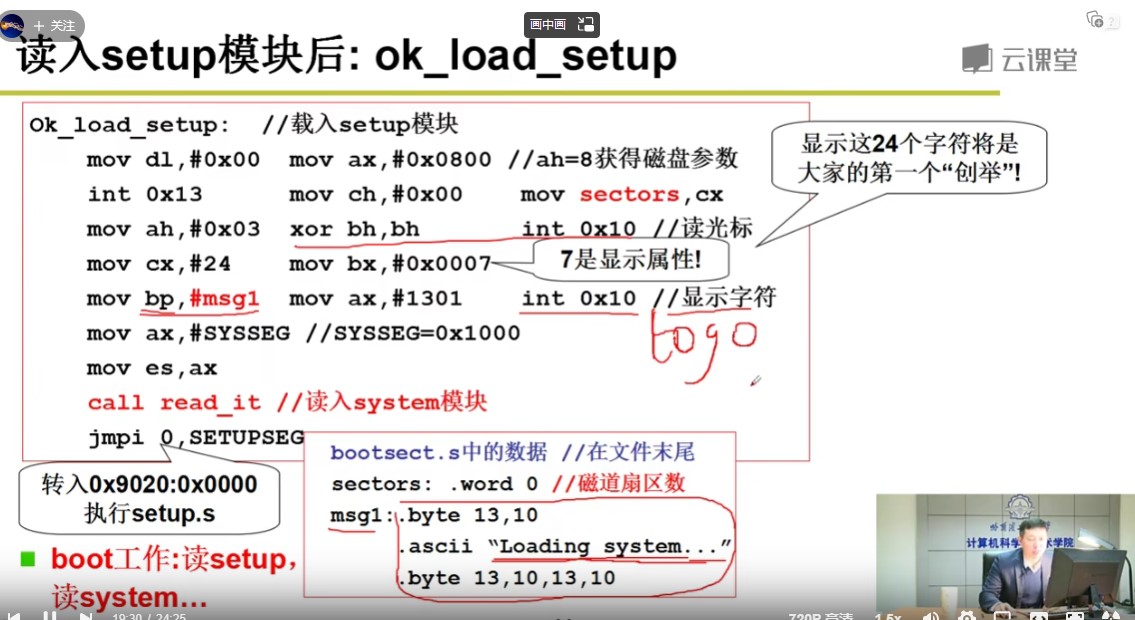 + 关注
画中画
读入setup模块后: ok_load_setup
云课堂
Ok_load_setup: //载入setup模块
mov dl,#0x00 mov ax,#0x0800 //ah=8获得磁盘参数
int 0x13 mov ch,#0x00 mov sectors,cx
mov ah,#0x03 xor bh,bh int 0x10 //读光标
mov cx,#24 mov bx,#0x0007
mov bp,#msg1 mov ax,#1301 int 0x10 //显示字符
mov ax,#SYSSEG //SYSSEG=0x1000
mov es,ax
call read_it //读入system模块
jmpi 0,SETUPSEG
显示这24个字符将是
大家的第一个“创举”!
7是显示属性!
logo
转入0x9020:0x0000
执行setup.s
bootsect.s中的数据 //在文件末尾
sectors: .word 0 //磁道扇区数
msg1:.byte 13,10
.ascii “Loading system...”
.byte 13,10,13,10
boot工作:读setup,
读system…
计算机科学
术学院
19:30 / 24:25
720P 高清
1.5x